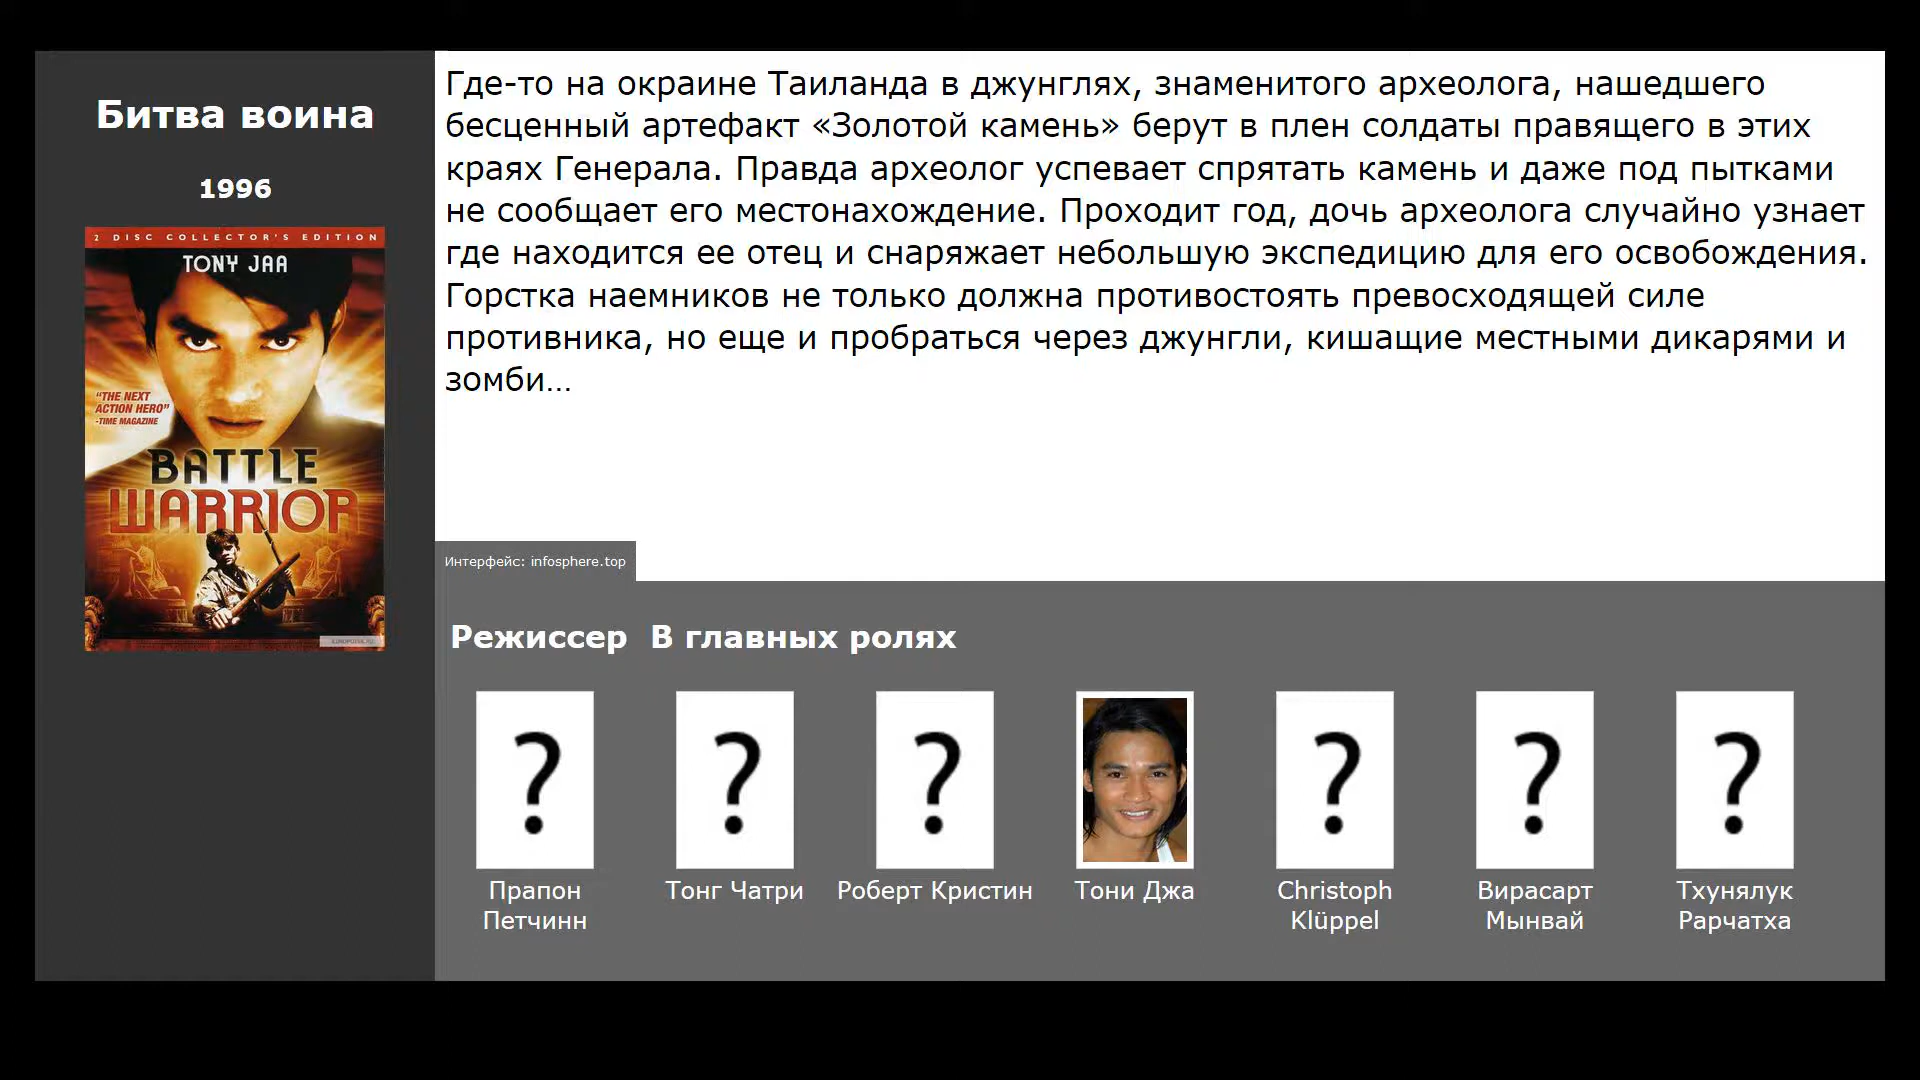 Битва воина
1996
2 DISC COLLECTOR'S EDITION
TONY JAA
"THE NEXT
ACTION HERO"
-TIME MAGAZINE
BATTLE
WARRIOR
Где-то на окраине Таиланда в джунглях, знаменитого археолога, нашедшего
бесценный артефакт «Золотой камень» берут в плен солдаты правящего в этих
краях Генерала. Правда археолог успевает спрятать камень и даже под пытками
не сообщает его местонахождение. Проходит год, дочь археолога случайно узнает
где находится ее отец и снаряжает небольшую экспедицию для его освобождения.
Горстка наемников не только должна противостоять превосходящей силе
противника, но еще и пробраться через джунгли, кишащие местными дикарями и
зомби...
Интерфейс: infosphere.top
Режиссер В главных ролях
? ? ? ? ? ?
Прапон Тонг Чатри Роберт Кристин Тони Джа Christoph Вирасарт Тхунялук
Петчинн Klüppel Мынвай Рарчатха